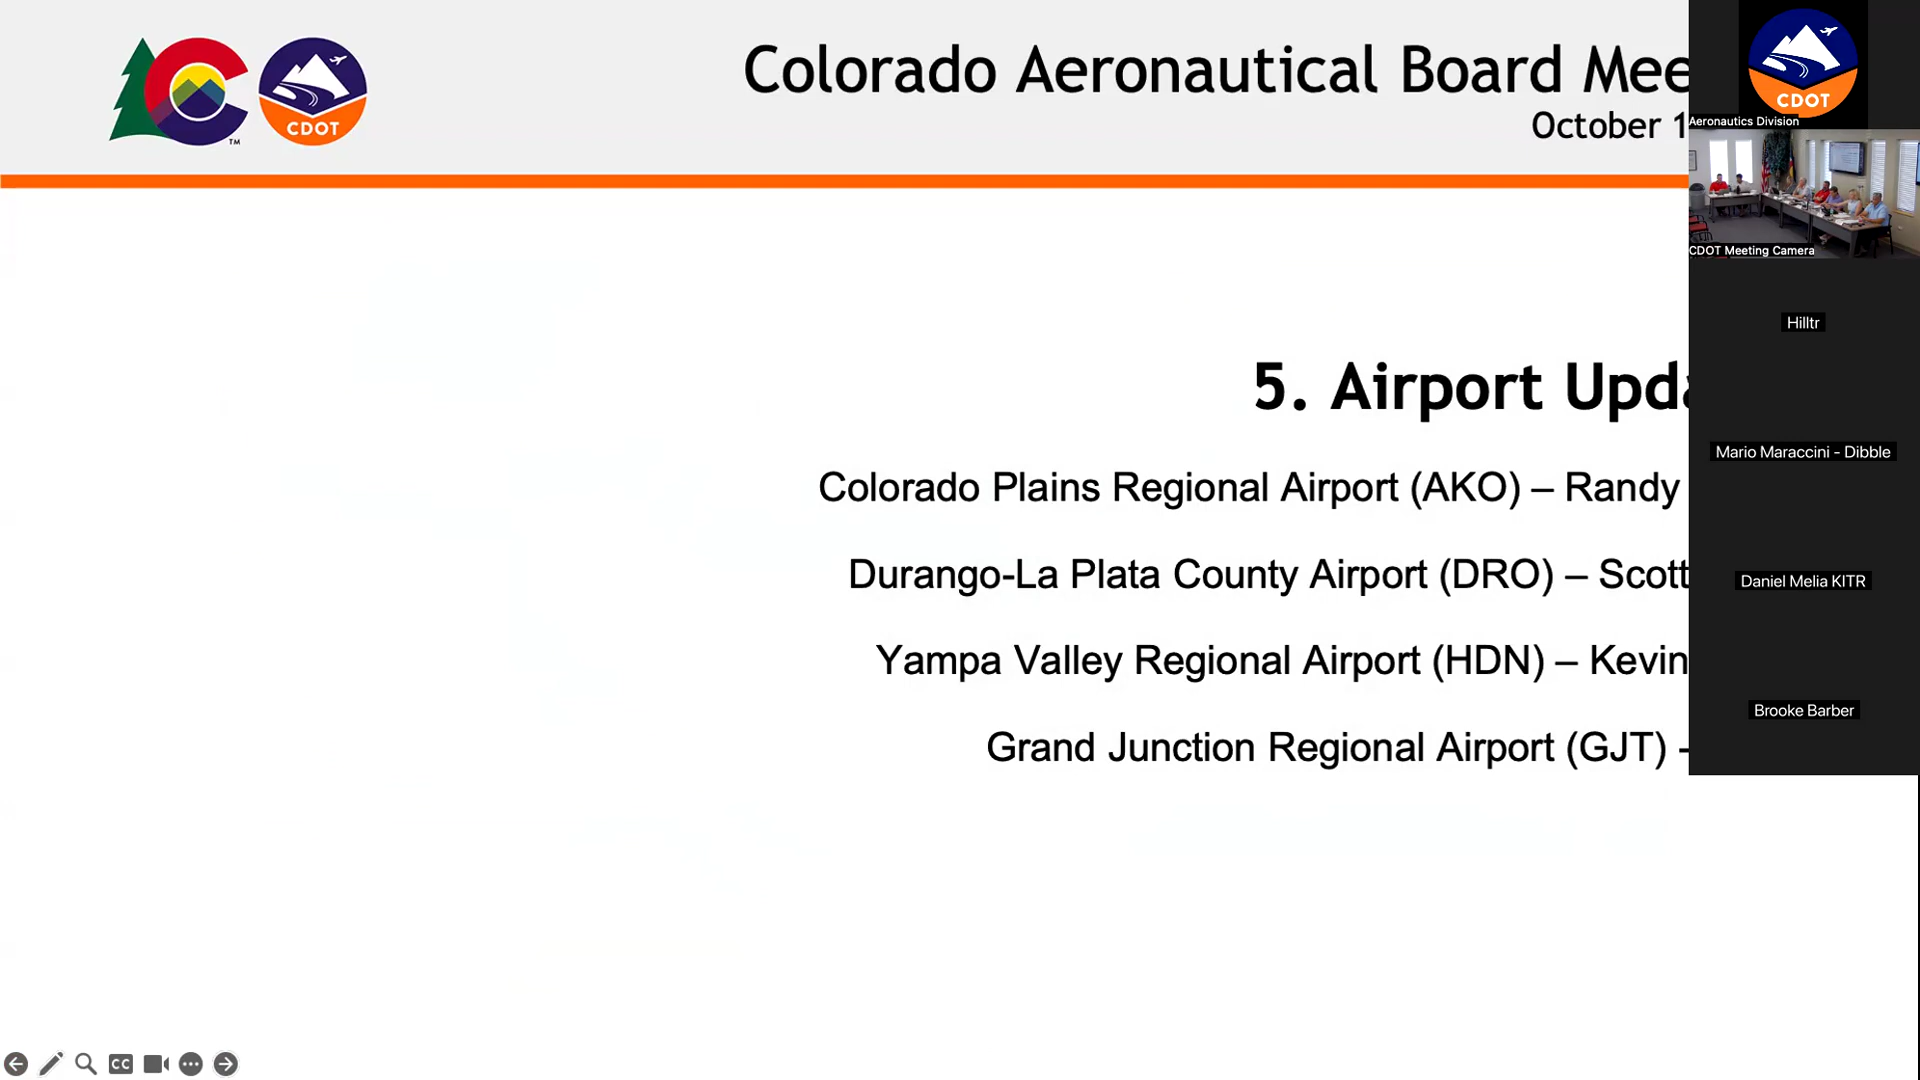 Colorado Aeronautical Board Mee
October 1
CDOT
TM
5. Airport Upda
Colorado Plains Regional Airport (AKO) – Randy
Durango-La Plata County Airport (DRO) – Scott
Yampa Valley Regional Airport (HDN) – Kevin
Grand Junction Regional Airport (GJT) -
CDOT
Aeronautics Division
CDOT Meeting Camera
Hilltr
Mario Maraccini - Dibble
Daniel Melia KITR
Brooke Barber
CC